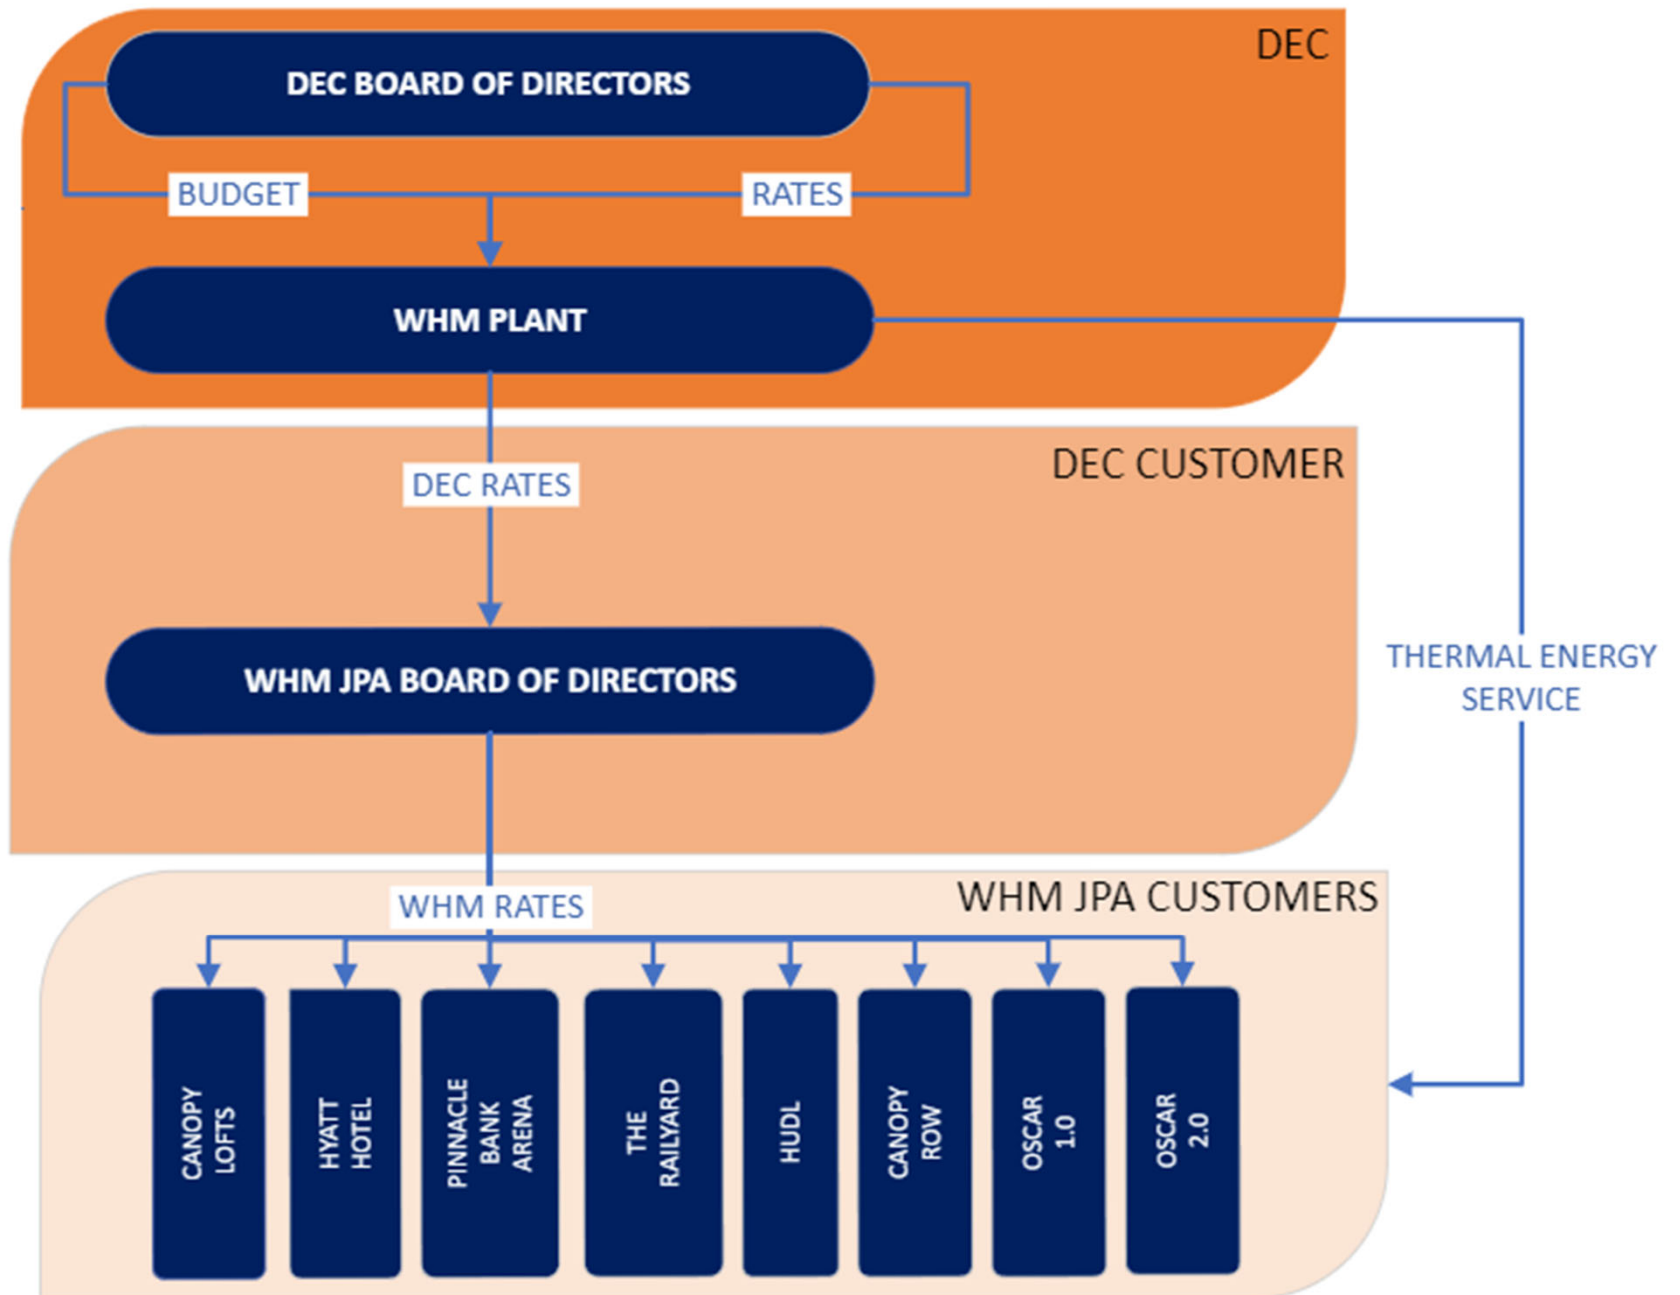 DEC
DEC BOARD OF DIRECTORS
BUDGET
RATES
WHM PLANT
DEC CUSTOMER
DEC RATES
THERMAL ENERGY
SERVICE
WHM JPA BOARD OF DIRECTORS
WHM JPA CUSTOMERS
WHM RATES
CANOPY
LOFTS
HYATT
HOTEL
PINNACLE
BANK
ARENA
THE
RAILYARD
HUDL
CANOPY
ROW
OSCAR
1.0
OSCAR
2.0